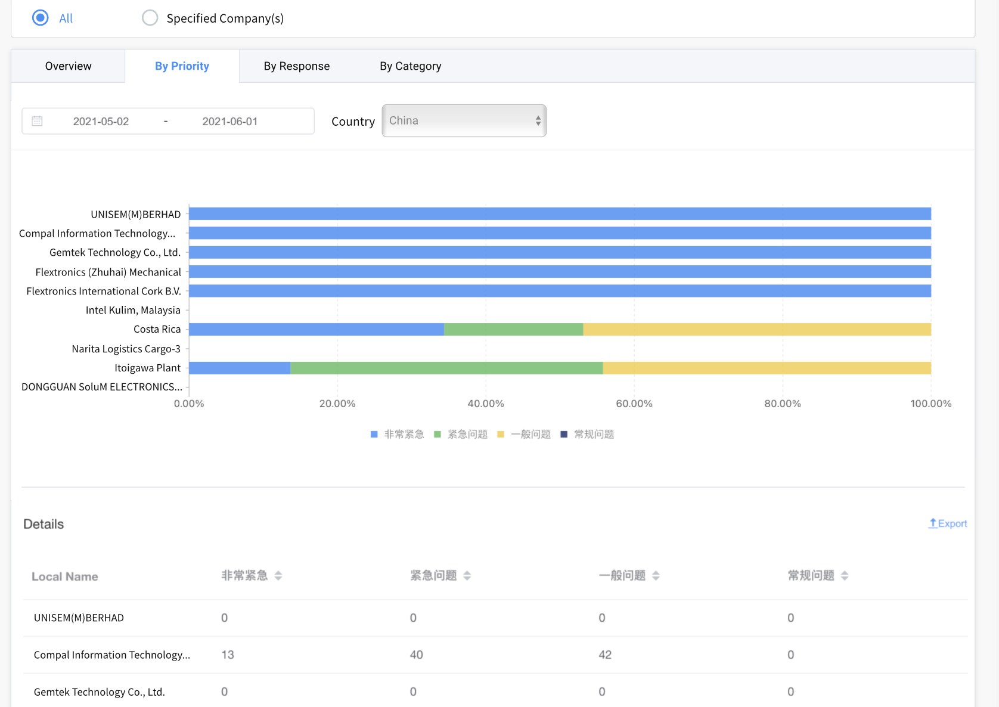 All
Specified Company(s)
Overview
By Priority
By Response
By Category
2021-05-02 - 2021-06-01
Country
China
UNISEM(M)BERHAD
Compal Information Technology...
Gemtek Technology Co., Ltd.
Flextronics (Zhuhai) Mechanical
Flextronics International Cork B.V.
Intel Kulim, Malaysia
Costa Rica
Narita Logistics Cargo-3
Itoigawa Plant
DONGGUAN SoluM ELECTRONICS...
0.00% 20.00% 40.00% 60.00% 80.00% 100.00%
非常紧急 紧急问题 一般问题 常规问题
Details
Export
Local Name 非常紧急 紧急问题 一般问题 常规问题
UNISEM(M)BERHAD 0 0 0 0
Compal Information Technology... 13 40 42 0
Gemtek Technology Co., Ltd. 0 0 0 0